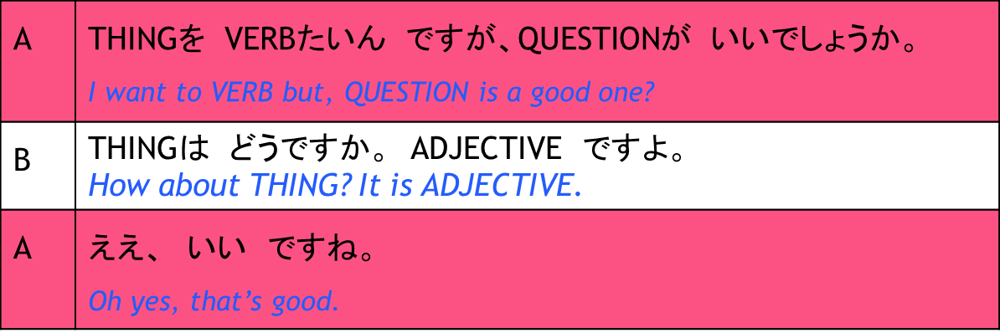 A
THINGを VERBたいん ですが、QUESTIONが いいでしょうか。
I want to VERB but, QUESTION is a good one?
B
THINGは どうですか。 ADJECTIVE ですよ。
How about THING? It is ADJECTIVE.
A
ええ、 いい ですね。
Oh yes, that’s good.